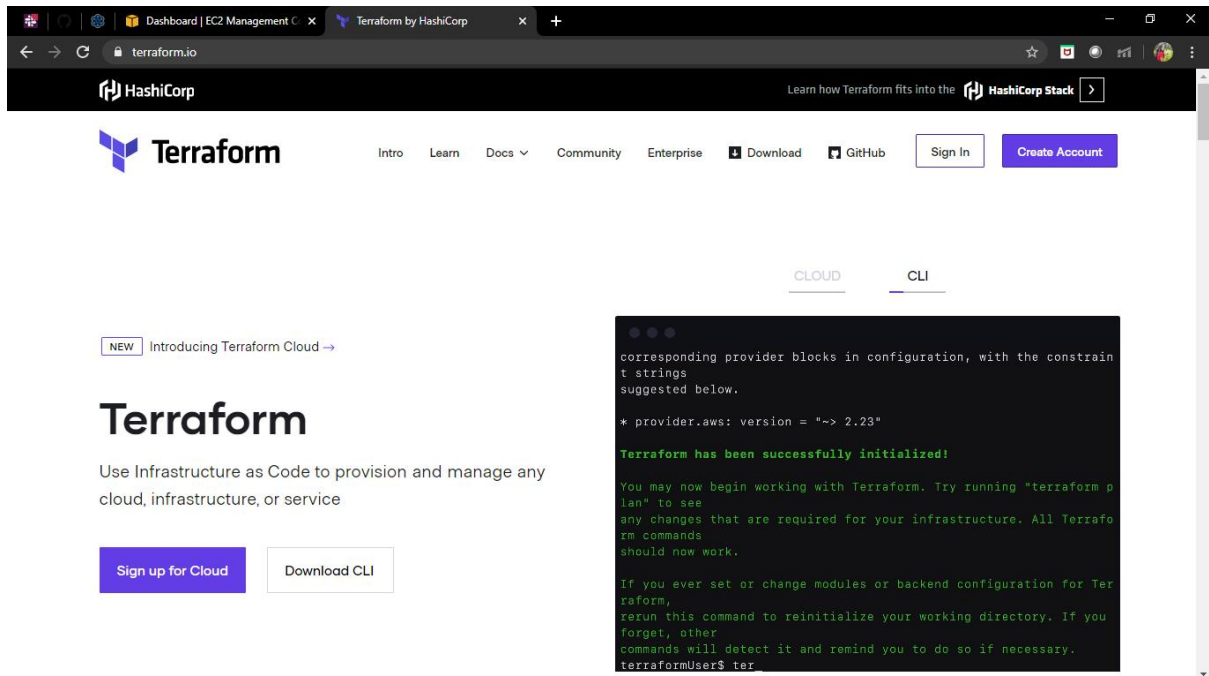 Dashboard | EC2 Management C
Terraform by HashiCorp
terraform.io
HashiCorp
Learn how Terraform fits into the HashiCorp Stack
Terraform
Intro Learn Docs Community Enterprise Download GitHub Sign In Create Account
CLOUD CLI
NEW Introducing Terraform Cloud →
Terraform
Use Infrastructure as Code to provision and manage any
cloud, infrastructure, or service
Sign up for Cloud Download CLI
corresponding provider blocks in configuration, with the constrain
t strings
suggested below.
* provider.aws: version = "~> 2.23"
Terraform has been successfully initialized!
You may now begin working with Terraform. Try running "terraform p
lan" to see
any changes that are required for your infrastructure. All Terrafo
rm commands
should now work.
If you ever set or change modules or backend configuration for Ter
raform,
rerun this command to reinitialize your working directory. If you
forget, other
commands will detect it and remind you to do so if necessary.
terraformUser$ ter_